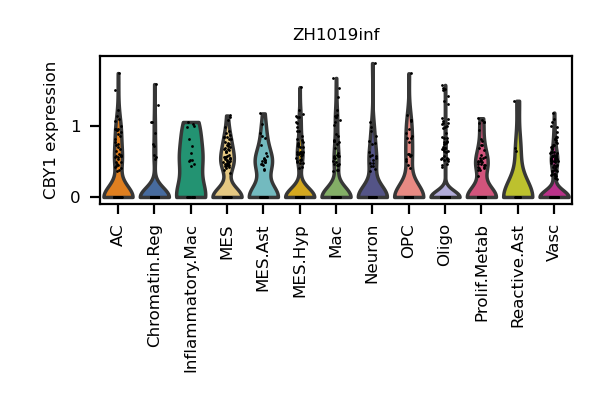 ZH1019inf
CBY1 expression
1
0
AC
Chromatin.Reg
Inflammatory.Mac
MES
MES.Ast
MES.Hyp
Mac
Neuron
OPC
Oligo
Prolif.Metab
Reactive.Ast
Vasc